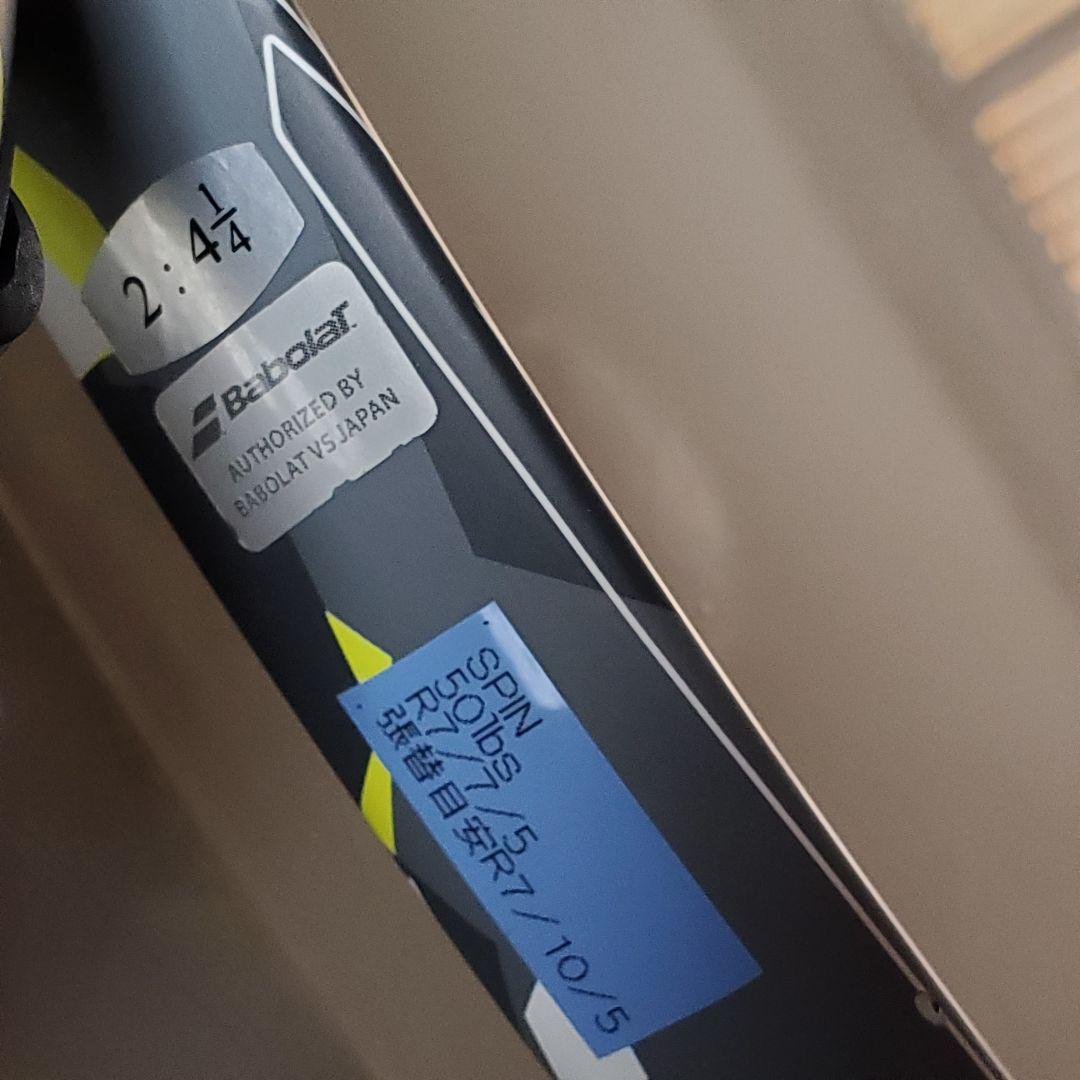 2 : 4 1/4
Babolat
AUTHORIZED BY
BABOLAT VS JAPAN
SPIN
50lbs
R7/7/5
張替目安R7/10/5